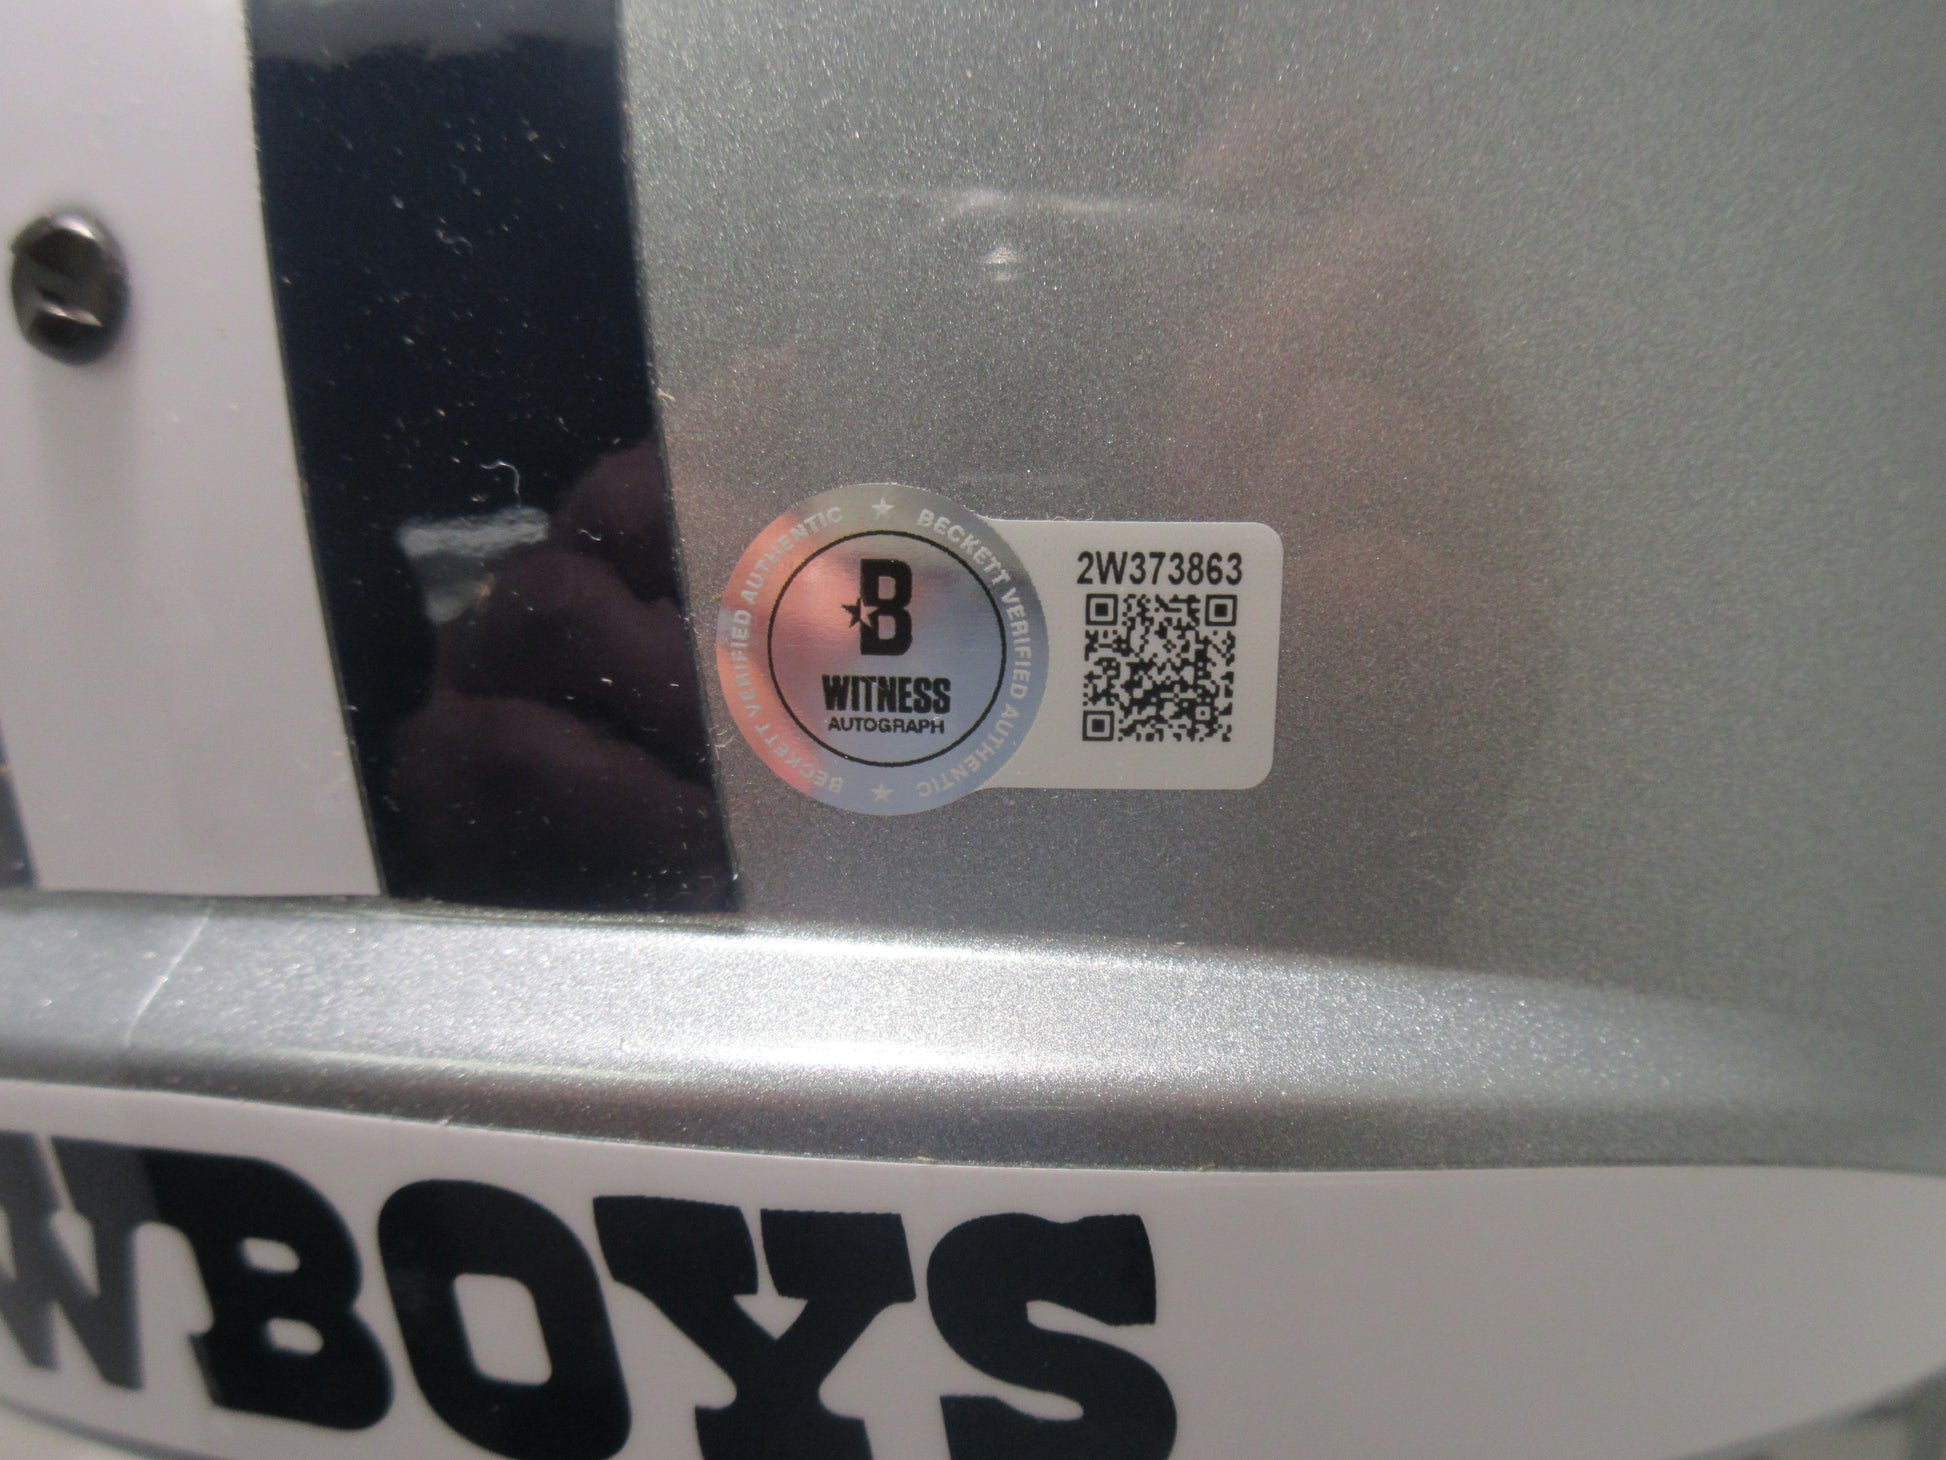 BECKETT VERIFIED AUTHENTIC ★ BECKETT VERIFIED AUTHENTIC ★
B
WITNESS
AUTOGRAPH
2W373863
WBOYS